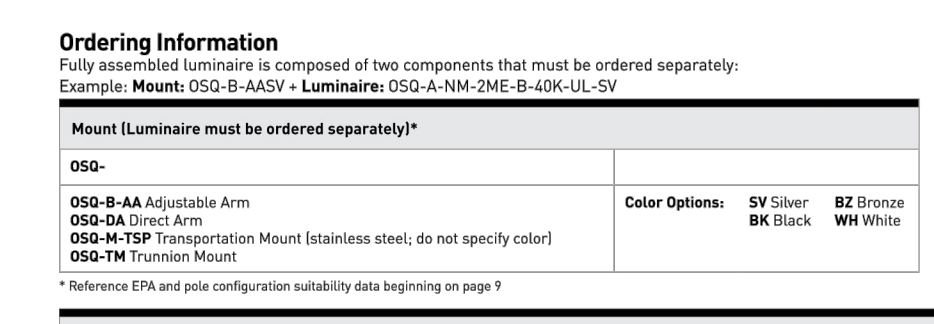 Ordering Information
Fully assembled luminaire is composed of two components that must be ordered separately:
Example: Mount: OSQ-B-AASV + Luminaire: OSQ-A-NM-2ME-B-40K-UL-SV
Mount (Luminaire must be ordered separately)*
OSQ-
OSQ-B-AA Adjustable Arm
OSQ-DA Direct Arm
OSQ-M-TSP Transportation Mount (stainless steel; do not specify color)
OSQ-TM Trunnion Mount
Color Options: SV Silver BZ Bronze
BK Black WH White
* Reference EPA and pole configuration suitability data beginning on page 9